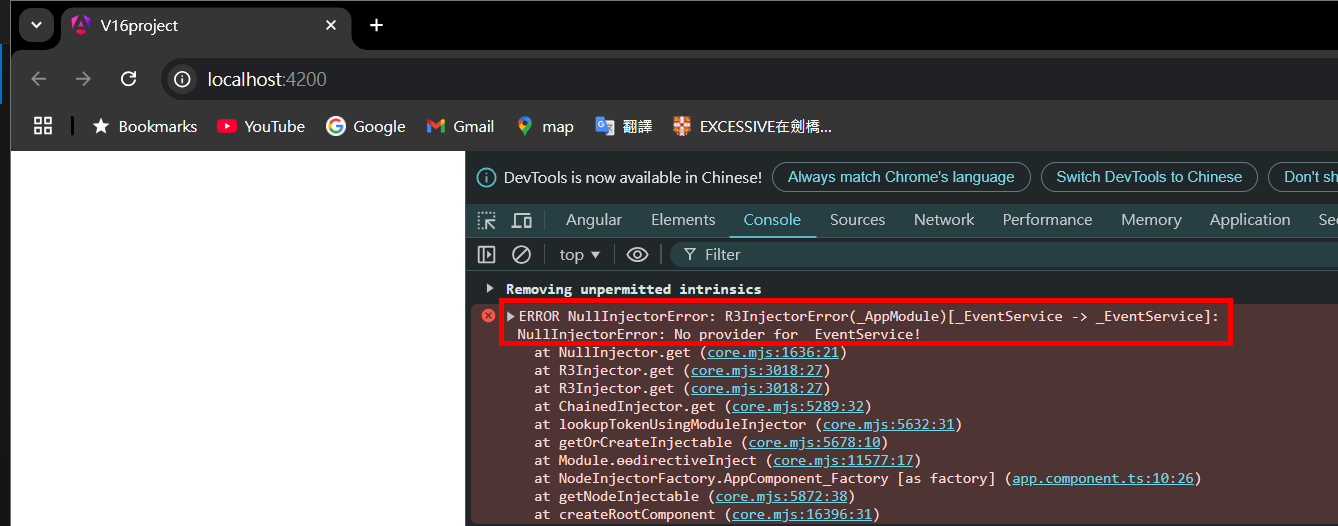 V16project
localhost:4200
Bookmarks YouTube Google Gmail map 翻譯 EXCESSIVE在劍橋...
DevTools is now available in Chinese! Always match Chrome's language Switch DevTools to Chinese Don't sh
Angular Elements Console Sources Network Performance Memory Application Sec
top Filter
Removing unpermitted intrinsics
ERROR NullInjectorError: R3InjectorError(_AppModule)[_EventService -> _EventService]:
NullInjectorError: No provider for _EventService!
at NullInjector.get (core.mjs:1636:21)
at R3Injector.get (core.mjs:3018:27)
at R3Injector.get (core.mjs:3018:27)
at ChainedInjector.get (core.mjs:5289:32)
at lookupTokenUsingModuleInjector (core.mjs:5632:31)
at getOrCreateInjectable (core.mjs:5678:10)
at Module.ɵɵdirectiveInject (core.mjs:11577:17)
at NodeInjectorFactory.AppComponent_Factory [as factory] (app.component.ts:10:26)
at getNodeInjectable (core.mjs:5872:38)
at createRootComponent (core.mjs:16396:31)